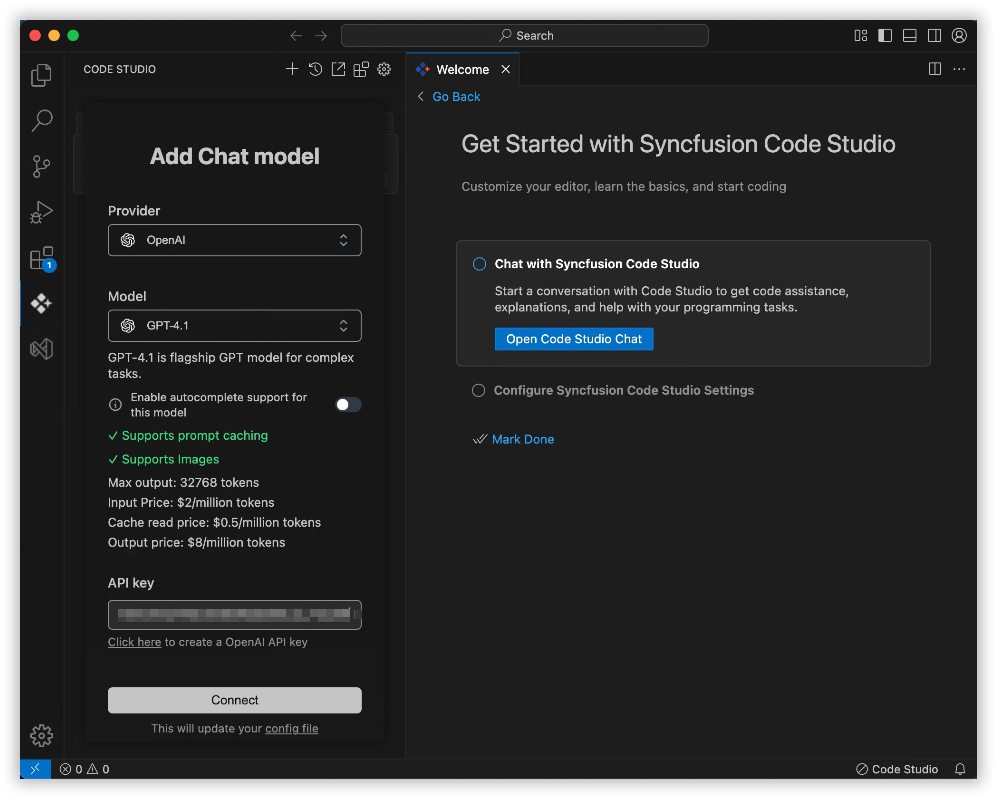 Search
CODE STUDIO
Welcome
Go Back
Add Chat model
Provider
OpenAI
Model
GPT-4.1
GPT-4.1 is flagship GPT model for complex
tasks.
Enable autocomplete support for
this model
Supports prompt caching
Supports Images
Max output: 32768 tokens
Input Price: $2/million tokens
Cache read price: $0.5/million tokens
Output price: $8/million tokens
API key
Click here to create a OpenAI API key
Connect
This will update your config file
Get Started with Syncfusion Code Studio
Customize your editor, learn the basics, and start coding
Chat with Syncfusion Code Studio
Start a conversation with Code Studio to get code assistance,
explanations, and help with your programming tasks.
Open Code Studio Chat
Configure Syncfusion Code Studio Settings
Mark Done
1
0 0
Code Studio